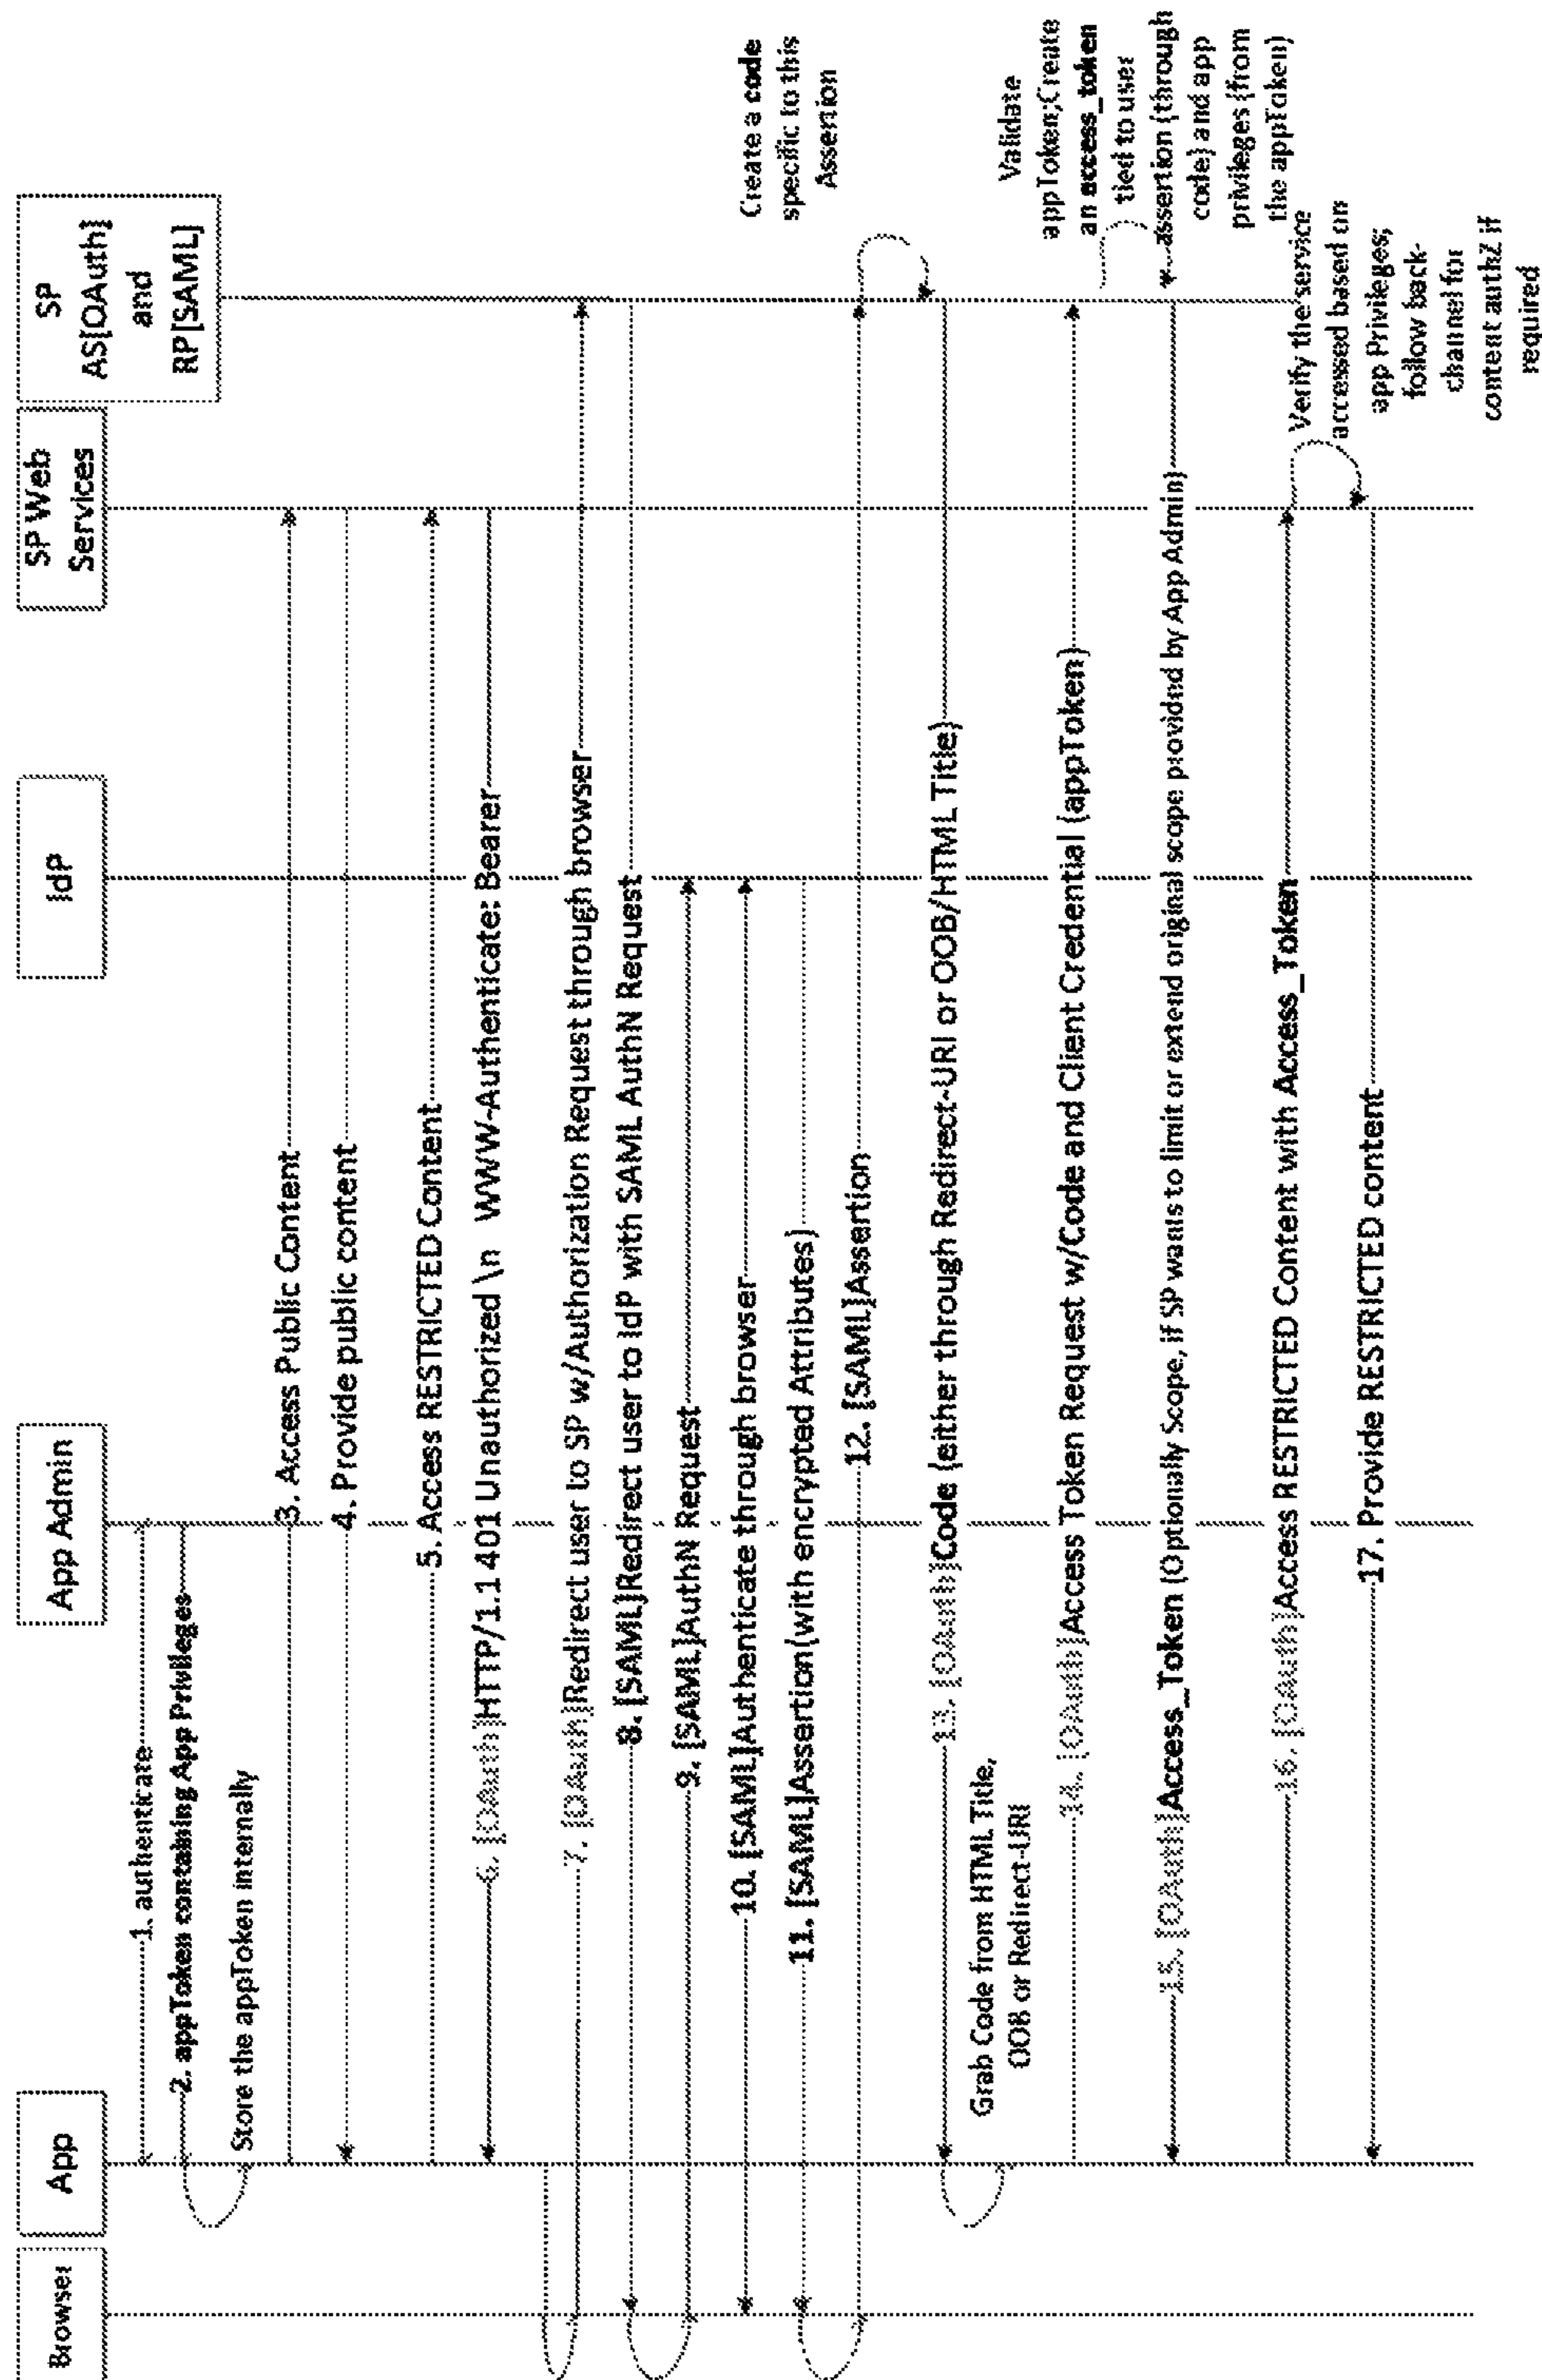 Browser
App
App Admin
IdP
SP Web
Services
SP
AS[OAuth]
and
RP[SAML]
1. authenticate
2. appToken containing App Privileges
Store the appToken internally
3. Access Public Content
4. Provide public content
5. Access RESTRICTED Content
6. [OAuth]HTTP/1.1 401 Unauthorized \n WWW-Authenticate: Bearer
7. [OAuth]Redirect user to SP w/Authorization Request through browser
8. [SAML]Redirect user to IdP with SAML AuthN Request
9. [SAML]AuthN Request
10. [SAML]Authenticate through browser
11. [SAML]Assertion(with encrypted Attributes)
12. [SAML]Assertion
Create a code
specific to this
Assertion
13. [OAuth]Code (either through Redirect-URI or OOB/HTML Title)
Grab Code from HTML Title,
OOB or Redirect-URI
14. [OAuth]Access Token Request w/Code and Client Credential (appToken)
Validate
appToken;Create
an access_token
tied to user
assertion (through
code) and app
privileges (from
the appToken)
15. [OAuth]Access_Token (Optionally Scope, if SP wants to limit or extend original scope provided by App Admin)
16. [OAuth]Access RESTRICTED Content with Access_Token
Verify the service
accessed based on
app Privileges;
follow back-
channel for
content authZ if
required
17. Provide RESTRICTED content